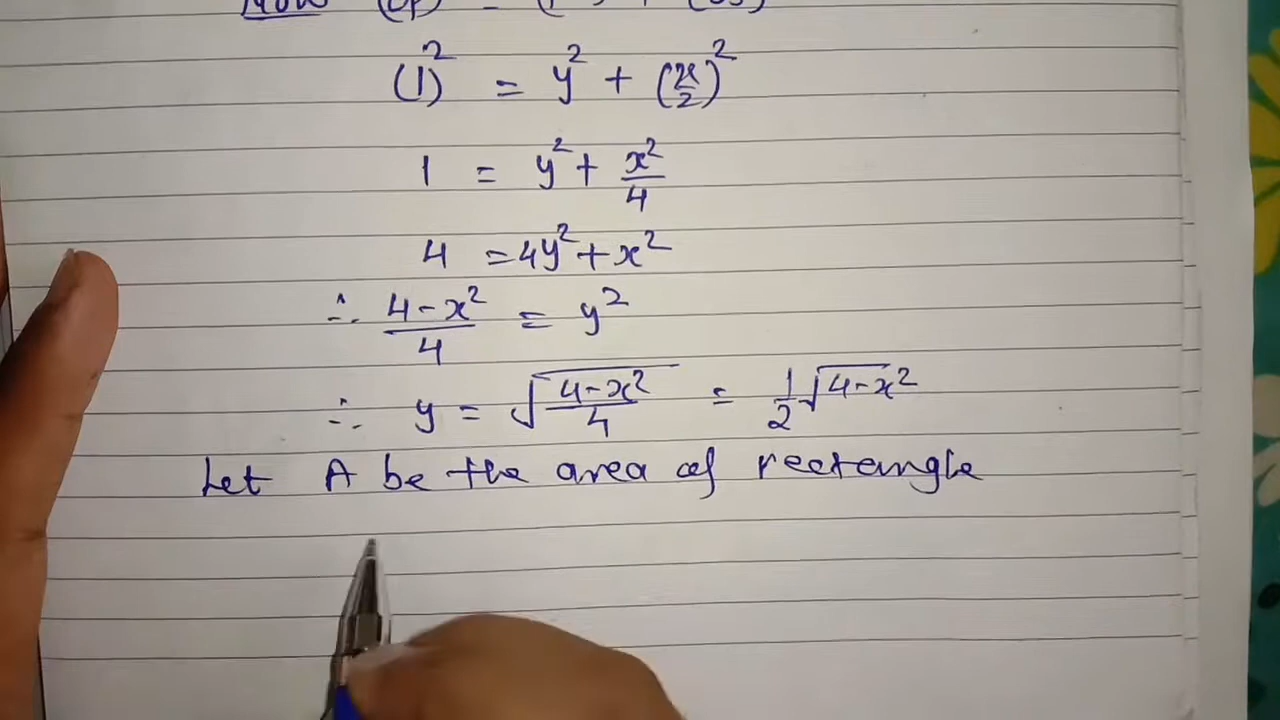 (1)² = y² + (x/2)²
1 = y² + x²/4
4 = 4y² + x²
∴ (4-x²)/4 = y²
∴ y = √((4-x²)/4) = 1/2 √(4-x²)
Let A be the area of rectangle